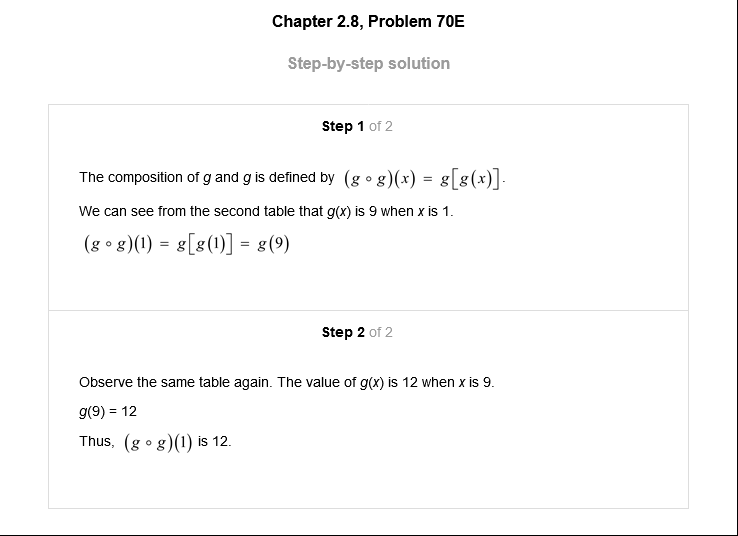 Chapter 2.8, Problem 70E
Step-by-step solution
Step 1 of 2
The composition of g and g is defined by (g ∘ g)(x) = g[g(x)].
We can see from the second table that g(x) is 9 when x is 1.
(g ∘ g)(1) = g[g(1)] = g(9)
Step 2 of 2
Observe the same table again. The value of g(x) is 12 when x is 9.
g(9) = 12
Thus, (g ∘ g)(1) is 12.